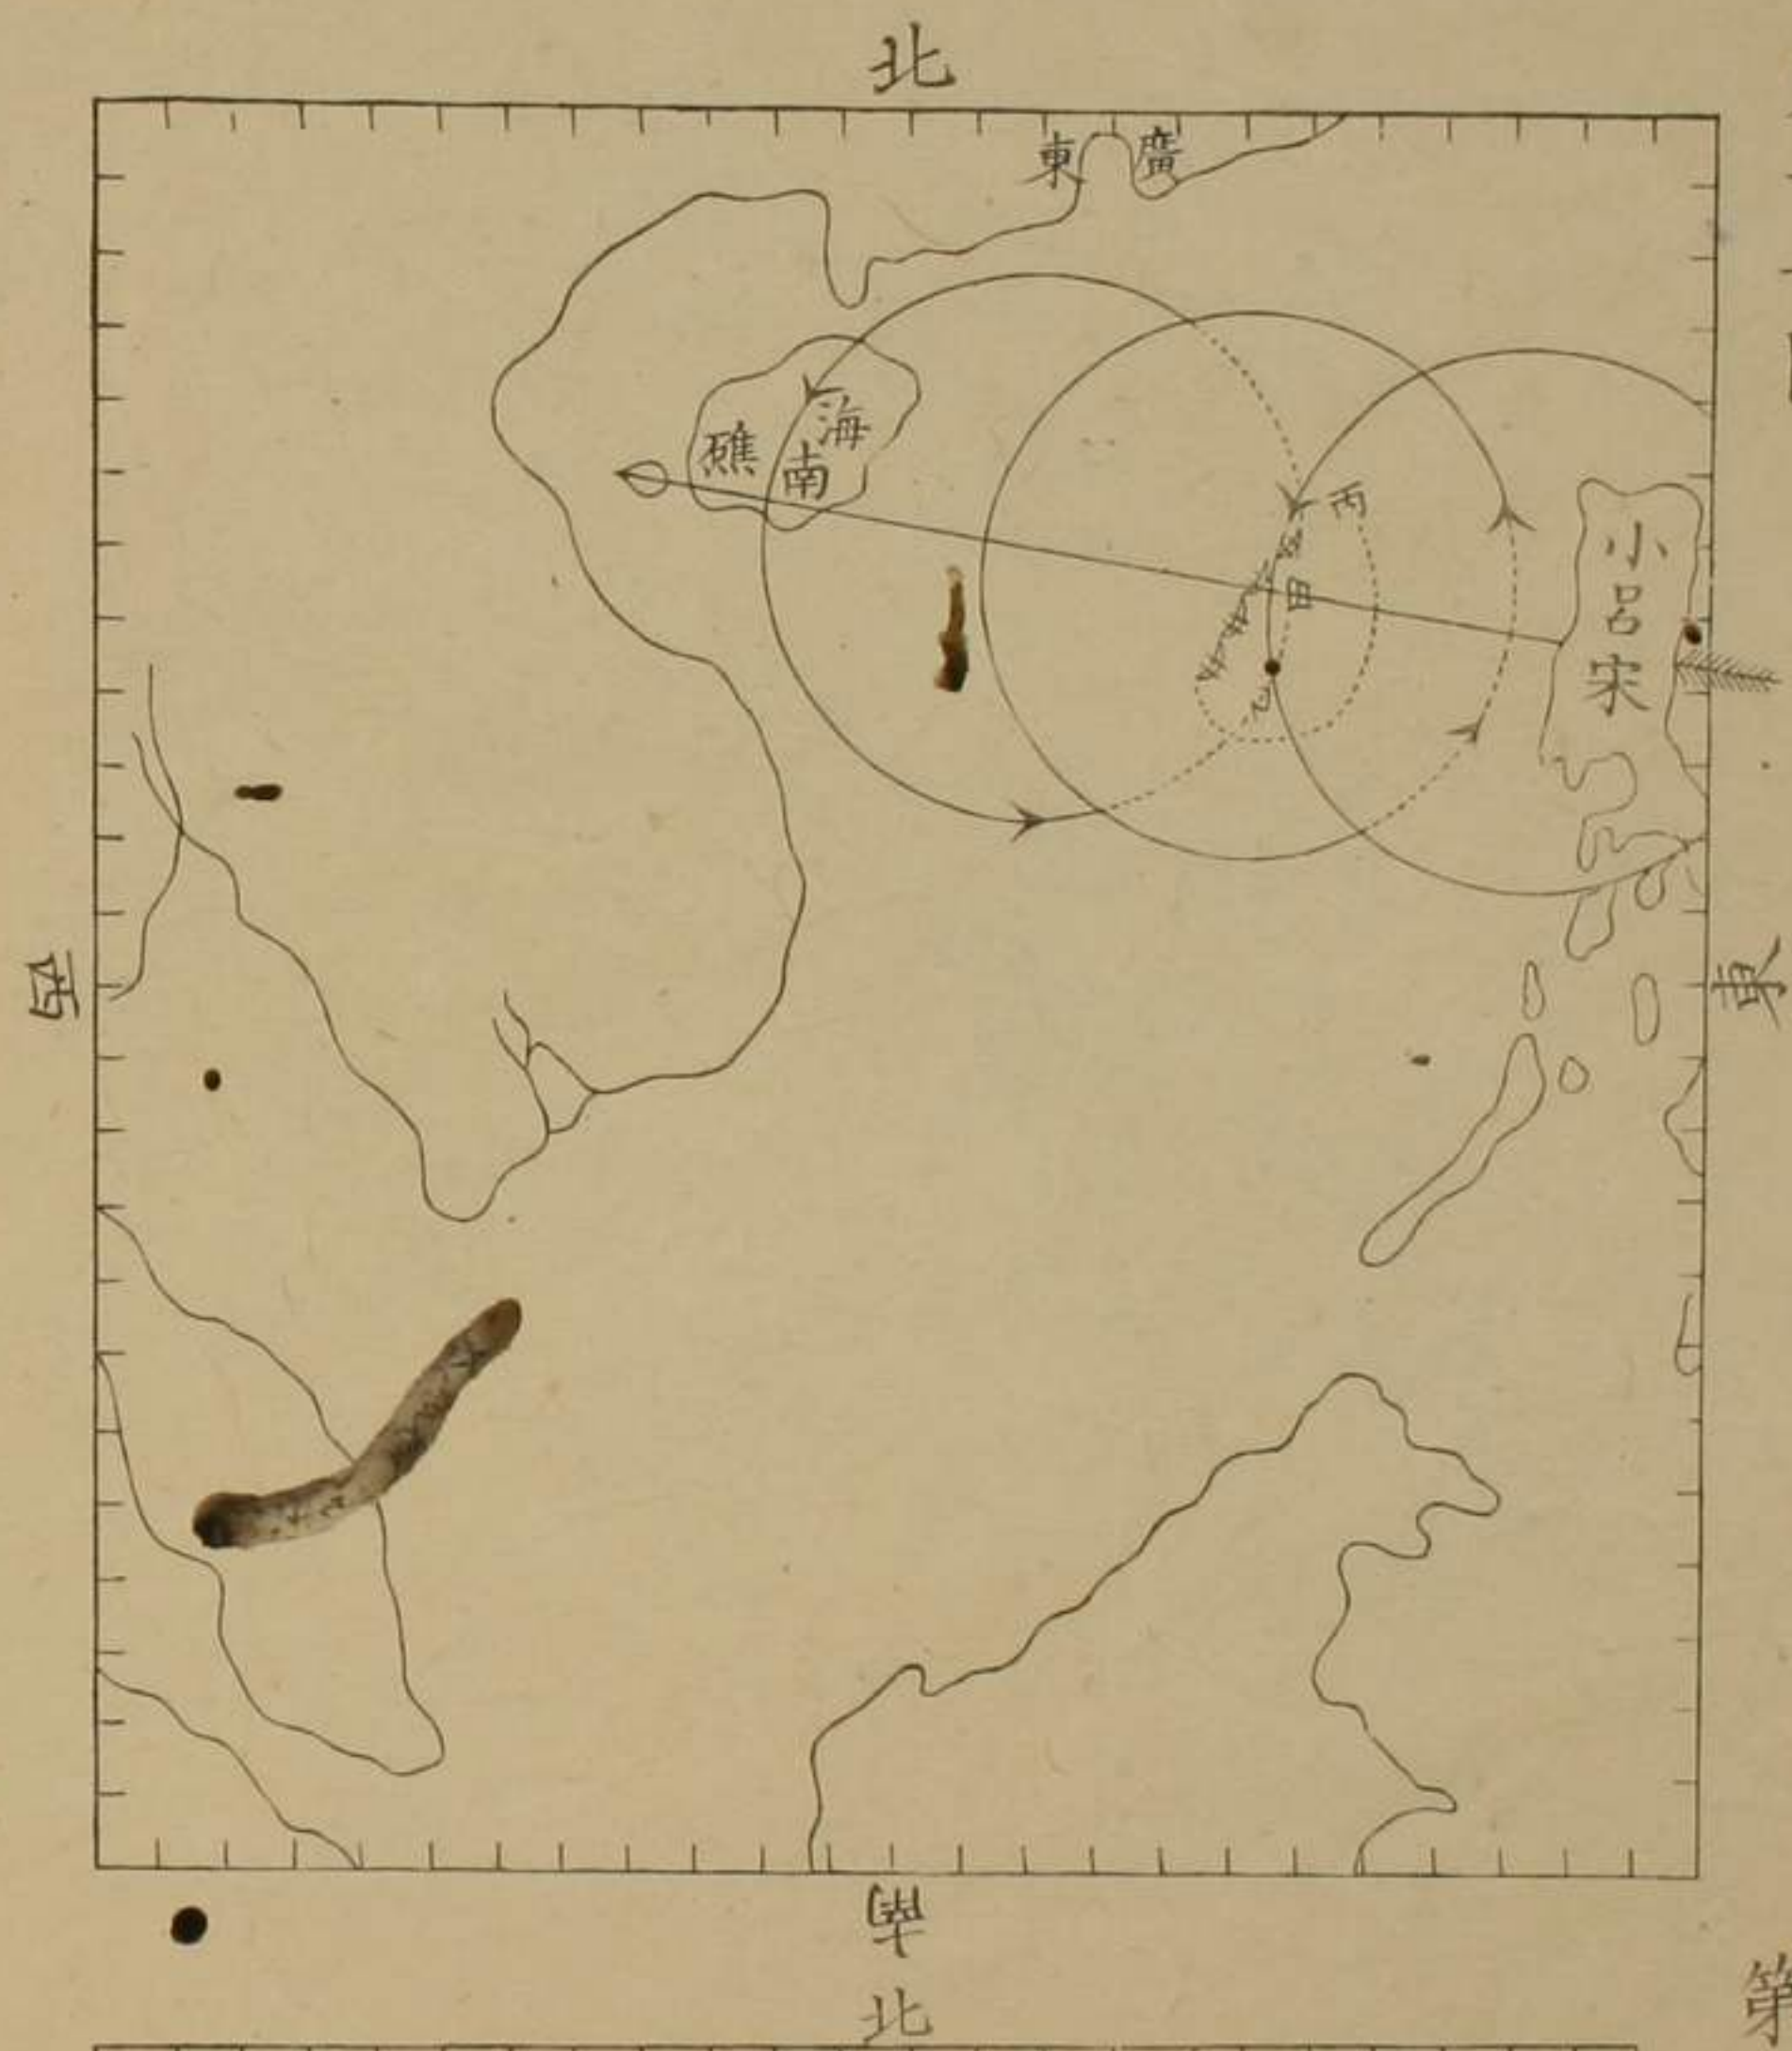 北
廣東
海南
礁
丙
甲
乙
小呂宋
西
東
南
北
第